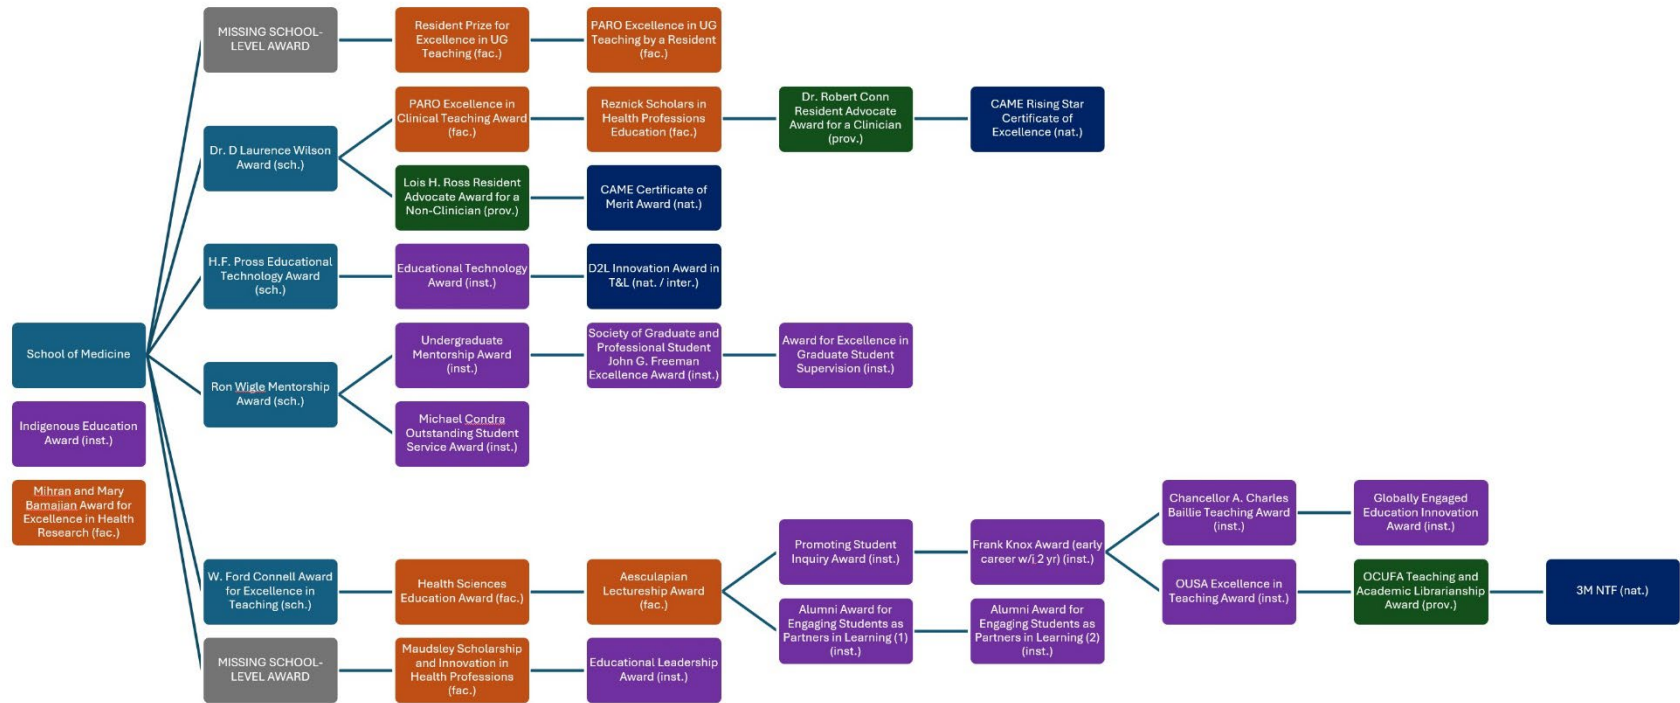 MISSING SCHOOL-
LEVEL AWARD
Resident Prize for
Excellence in UG
Teaching (fac.)
PARO Excellence in UG
Teaching by a Resident
(fac.)
Dr. D Laurence Wilson
Award (sch.)
PARO Excellence in
Clinical Teaching Award
(fac.)
Reznick Scholars in
Health Professions
Education (fac.)
Dr. Robert Conn
Resident Advocate
Award for a Clinician
(prov.)
CAME Rising Star
Certificate of
Excellence (nat.)
Lois H. Ross Resident
Advocate Award for a
Non-Clinician (prov.)
CAME Certificate of
Merit Award (nat.)
H.F. Pross Educational
Technology Award
(sch.)
Educational Technology
Award (inst.)
D2L Innovation Award in
T&L (nat. / inter.)
School of Medicine
Ron Wigle Mentorship
Award (sch.)
Undergraduate
Mentorship Award
(inst.)
Society of Graduate and
Professional Student
John G. Freeman
Excellence Award (inst.)
Award for Excellence in
Graduate Student
Supervision (inst.)
Michael Condra
Outstanding Student
Service Award (inst.)
Indigenous Education
Award (inst.)
Mihran and Mary
Bamajian Award for
Excellence in Health
Research (fac.)
W. Ford Connell Award
for Excellence in
Teaching (sch.)
Health Sciences
Education Award (fac.)
Aesculapian
Lectureship Award
(fac.)
Promoting Student
Inquiry Award (inst.)
Frank Knox Award (early
career w/i 2 yr) (inst.)
Chancellor A. Charles
Baillie Teaching Award
(inst.)
Globally Engaged
Education Innovation
Award (inst.)
OUSA Excellence in
Teaching Award (inst.)
OCUFA Teaching and
Academic Librarianship
Award (prov.)
3M NTF (nat.)
Alumni Award for
Engaging Students as
Partners in Learning (1)
(inst.)
Alumni Award for
Engaging Students as
Partners in Learning (2)
(inst.)
MISSING SCHOOL-
LEVEL AWARD
Maudsley Scholarship
and Innovation in
Health Professions
(fac.)
Educational Leadership
Award (inst.)